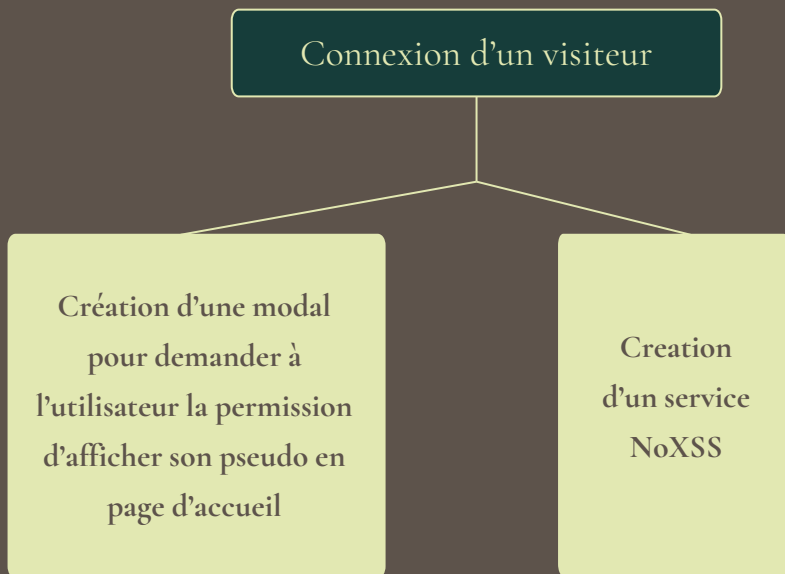 Connexion d’un visiteur
Création d’une modal
pour demander à
l’utilisateur la permission
d’afficher son pseudo en
page d’accueil
Creation
d’un service
NoXSS